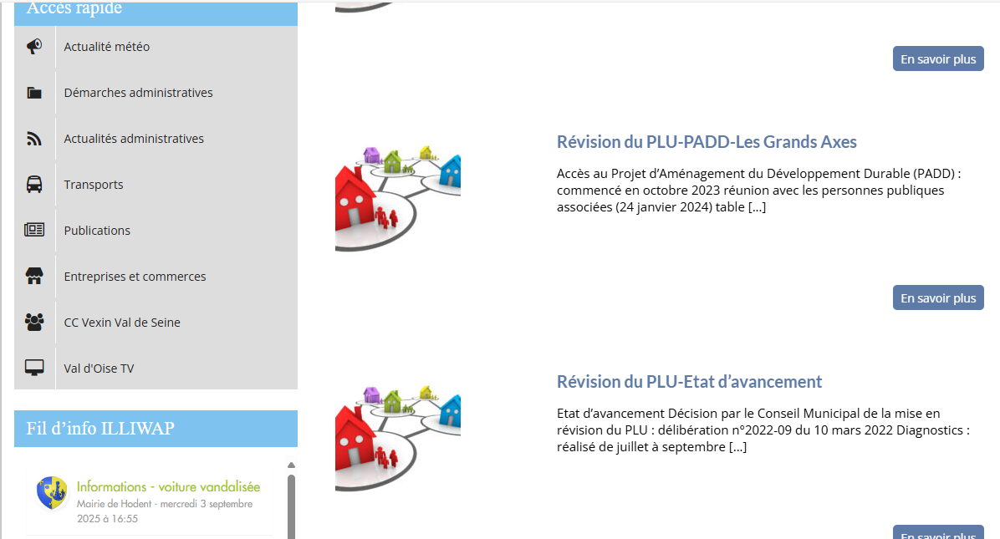 Accès rapide
Actualité météo
Démarches administratives
Actualités administratives
Transports
Publications
Entreprises et commerces
CC Vexin Val de Seine
Val d'Oise TV
Fil d’info ILLIWAP
Informations - voiture vandalisée
Mairie de Hodent - mercredi 3 septembre
2025 à 16:55
En savoir plus
Révision du PLU-PADD-Les Grands Axes
Accès au Projet d’Aménagement du Développement Durable (PADD) :
commencé en octobre 2023 réunion avec les personnes publiques
associées (24 janvier 2024) table [...]
En savoir plus
Révision du PLU-Etat d’avancement
Etat d’avancement Décision par le Conseil Municipal de la mise en
révision du PLU : délibération n°2022-09 du 10 mars 2022 Diagnostics :
réalisé de juillet à septembre [...]
En savoir plus